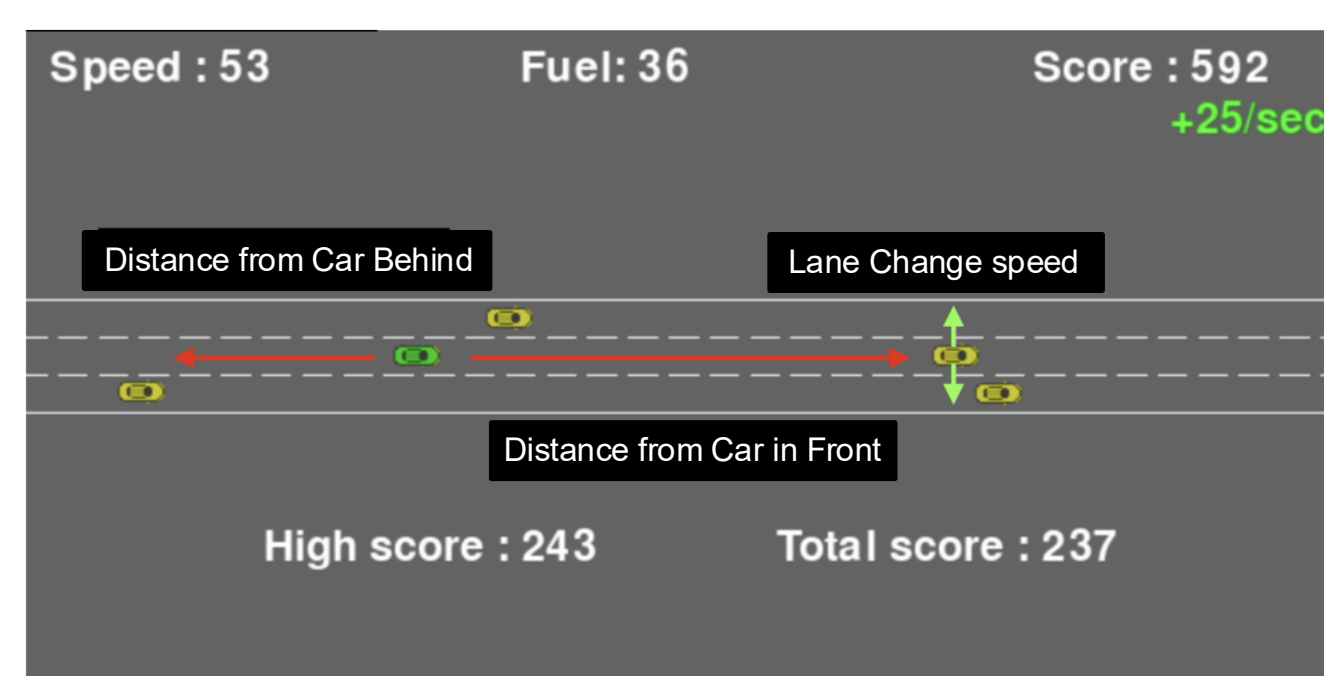 Speed : 53
Fuel: 36
Score : 592
+25/sec
Distance from Car Behind
Lane Change speed
Distance from Car in Front
High score : 243
Total score : 237